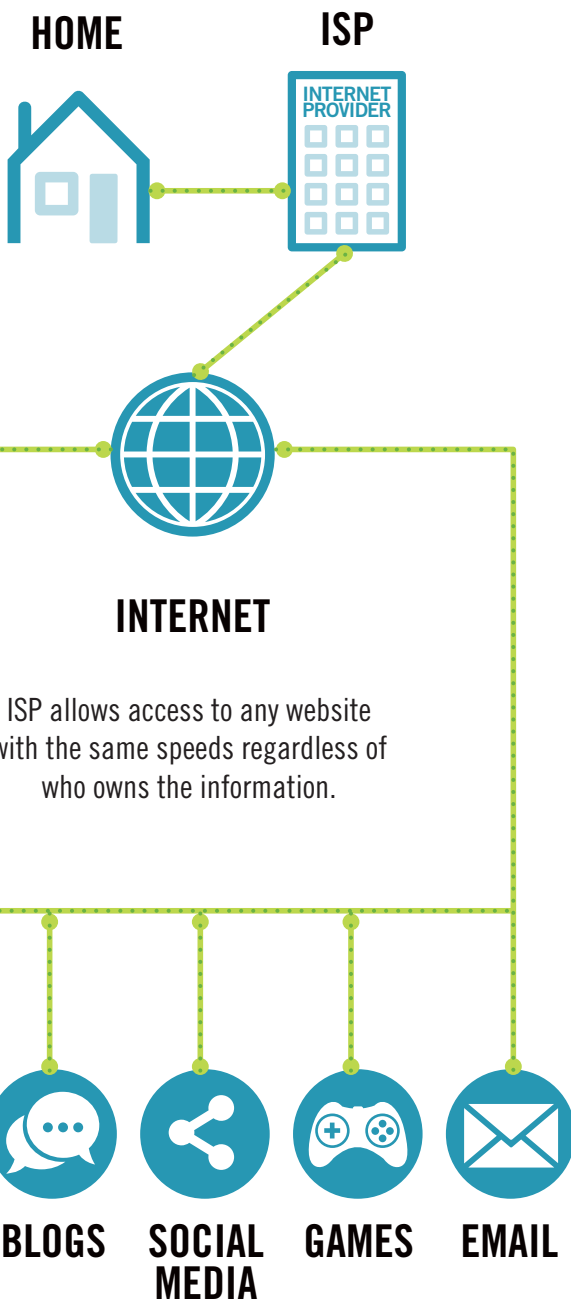 HOME
ISP
INTERNET
PROVIDER
INTERNET
ISP allows access to any website
with the same speeds regardless of
who owns the information.
BLOGS
SOCIAL
MEDIA
GAMES
EMAIL